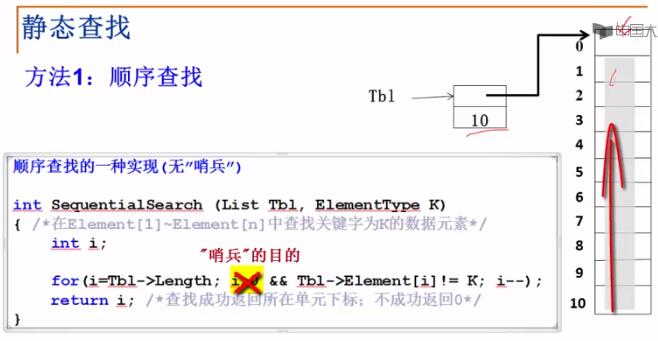 静态查找
方法1：顺序查找
Tbl
10
0
1
2
3
4
5
6
7
8
9
10
顺序查找的一种实现(无"哨兵")
int SequentialSearch (List Tbl, ElementType K)
{ /*在Element[1]~Element[n]中查找关键字为K的数据元素*/
int i;
"哨兵"的目的
for(i=Tbl->Length; && Tbl->Element[i]!= K; i--);
return i; /*查找成功返回所在单元下标；不成功返回0*/
}